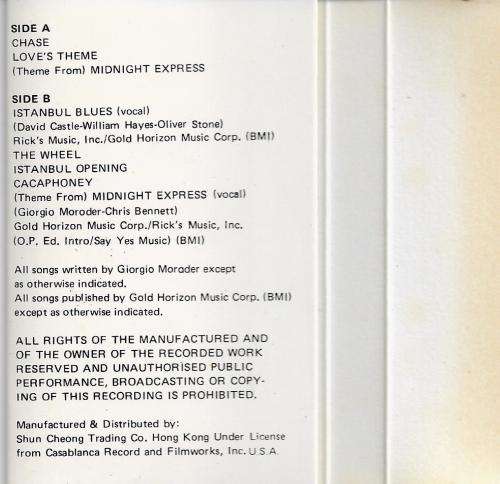 SIDE A
CHASE
LOVE'S THEME
(Theme From) MIDNIGHT EXPRESS
SIDE B
ISTANBUL BLUES (vocal)
(David Castle-William Hayes-Oliver Stone)
Rick's Music, Inc./Gold Horizon Music Corp. (BMI)
THE WHEEL
ISTANBUL OPENING
CACAPHONEY
(Theme From) MIDNIGHT EXPRESS (vocal)
(Giorgio Moroder-Chris Bennett)
Gold Horizon Music Corp./Rick's Music, Inc.
(O.P. Ed. Intro/Say Yes Music) (BMI)
All songs written by Giorgio Moroder except
as otherwise indicated.
All songs published by Gold Horizon Music Corp. (BMI)
except as otherwise indicated.
ALL RIGHTS OF THE MANUFACTURED AND
OF THE OWNER OF THE RECORDED WORK
RESERVED AND UNAUTHORISED PUBLIC
PERFORMANCE, BROADCASTING OR COPY-
ING OF THIS RECORDING IS PROHIBITED.
Manufactured & Distributed by:
Shun Cheong Trading Co. Hong Kong Under License
from Casablanca Record and Filmworks, Inc. U.S.A